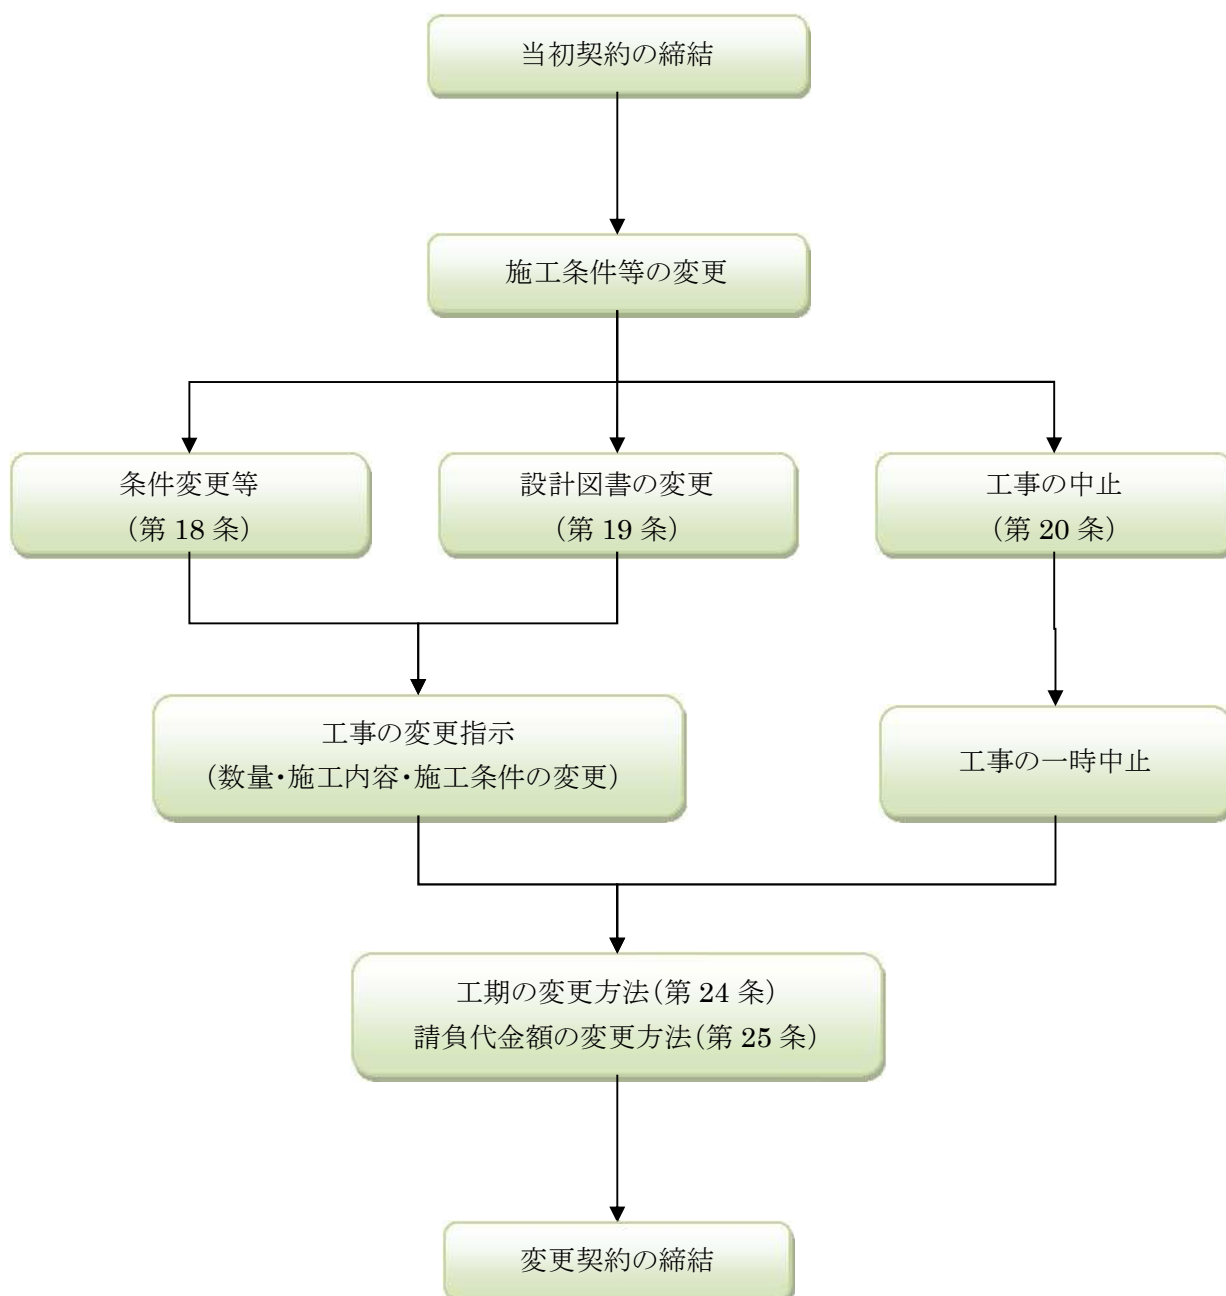 当初契約の締結
施工条件等の変更
条件変更等
(第 18 条)
設計図書の変更
(第 19 条)
工事の中止
(第 20 条)
工事の変更指示
(数量・施工内容・施工条件の変更)
工事の一時中止
工期の変更方法(第 24 条)
請負代金額の変更方法(第 25 条)
変更契約の締結